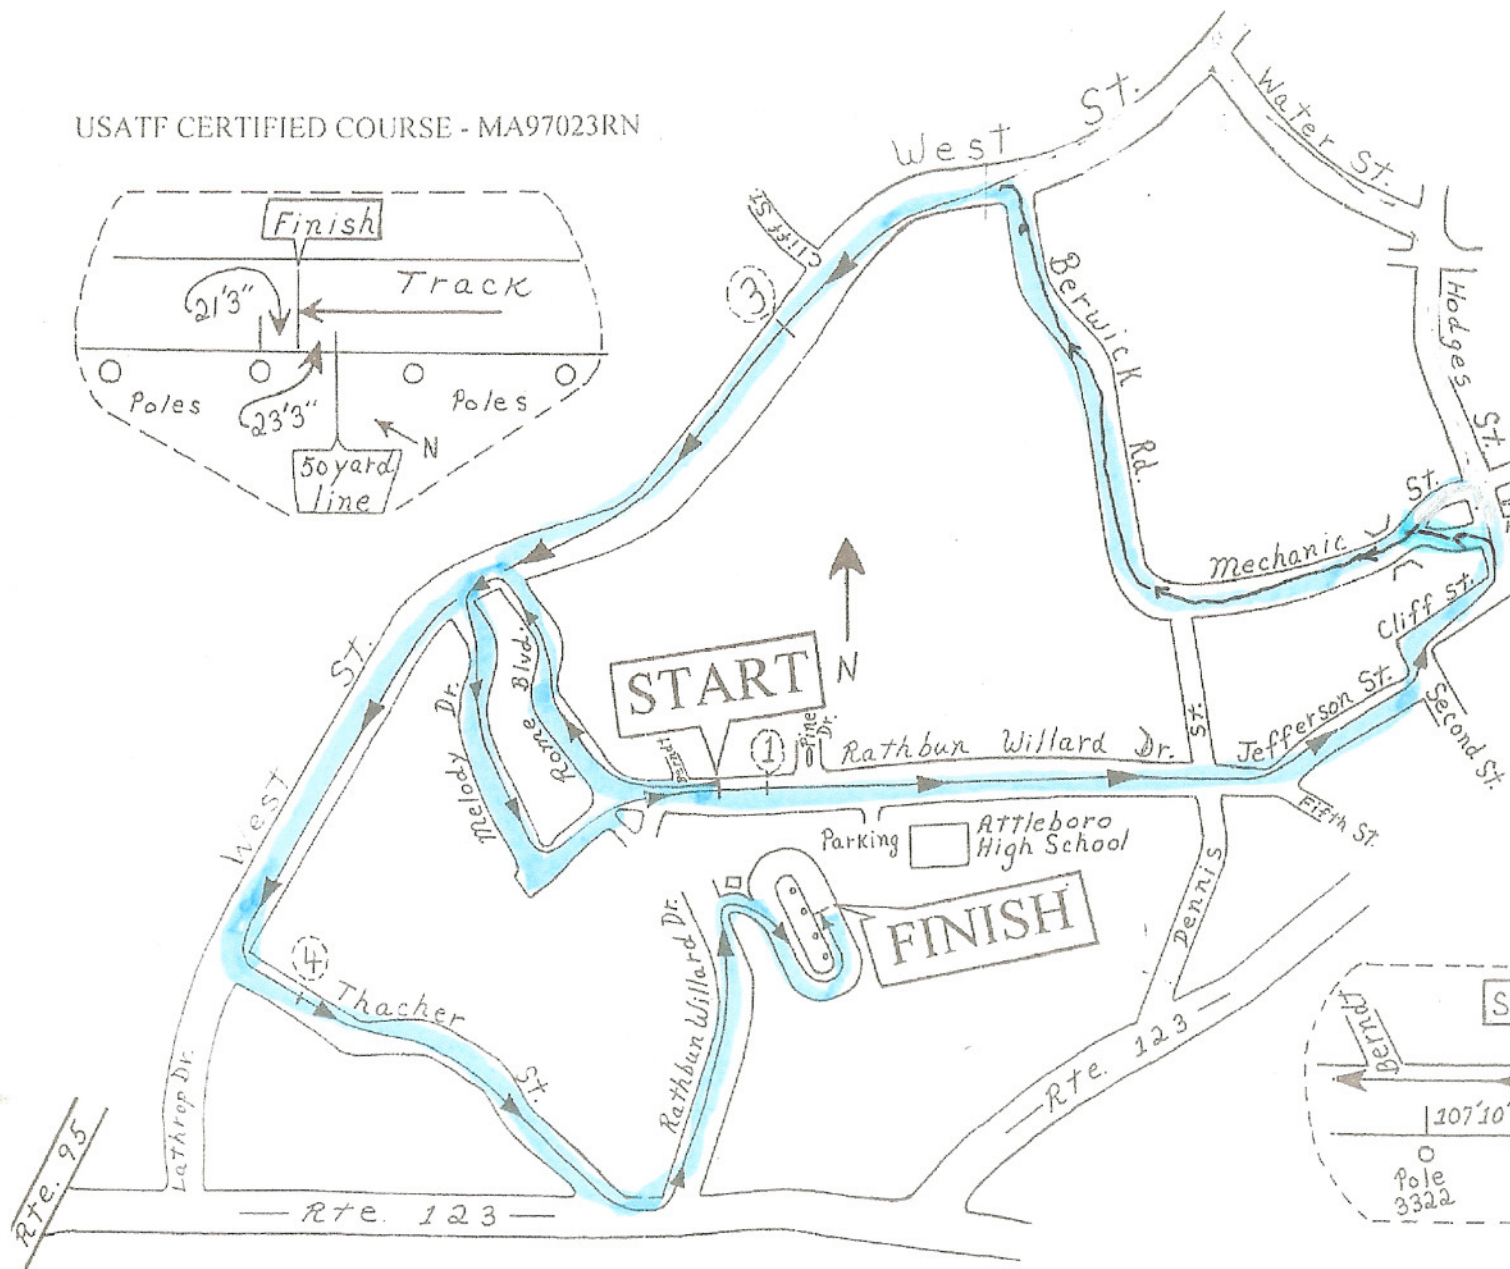 USATF CERTIFIED COURSE - MA97023RN
Finish
Track
21'3"
Poles
23'3"
Poles
N
50 yard
line
West St.
Water St.
Cliff St.
3
Berwick Rd.
Hodges St.
Mechanic St.
Cliff St.
Jefferson St.
Second St.
Fifth St.
N
START
1
Pine
Dr.
Berndt
Rathbun Willard Dr.
St.
Dennis
Rome Blvd.
Melody Dr.
West St.
Parking
Attleboro
High School
FINISH
4
Thacher St.
Rathbun Willard Dr.
Lathrop Dr.
Rte. 95
Rte. 123
Rte. 123
S
Berndt
107'10"
Pole
3322